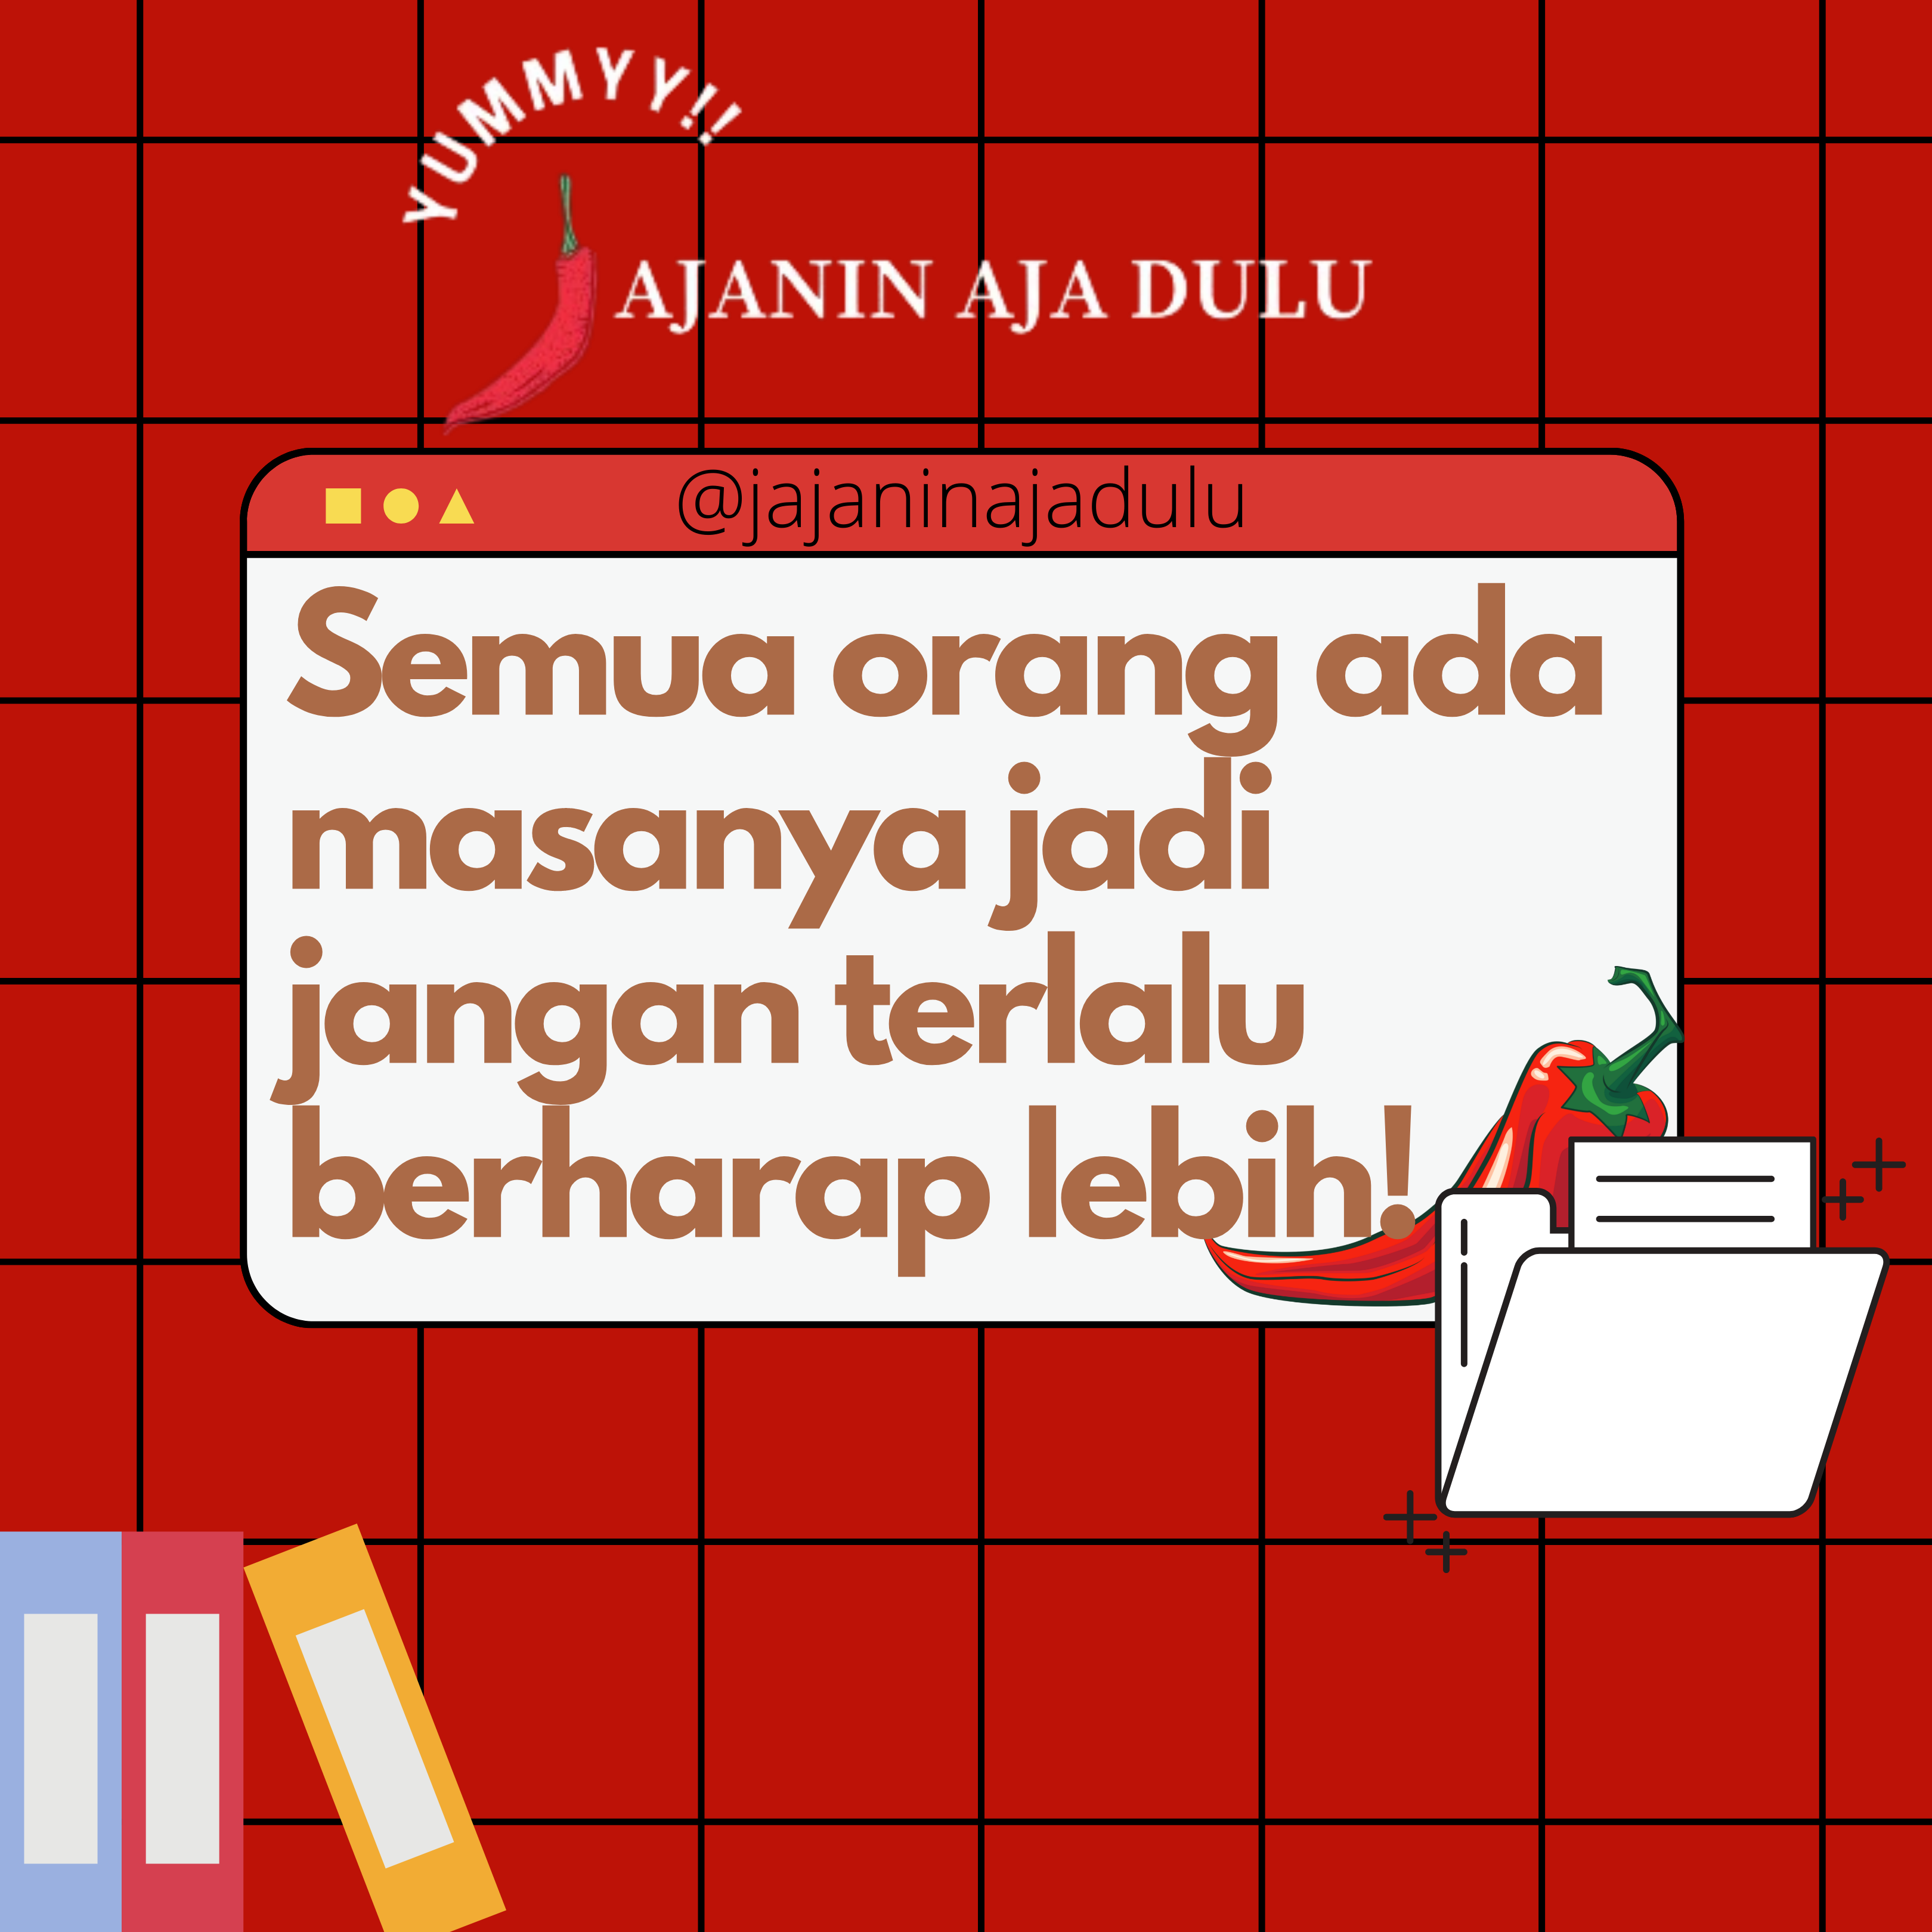 YUMMYY!!
AJANIN AJA DULU
@jajaninajadulu
Semua orang ada
masanya jadi
jangan terlalu
berharap lebih!